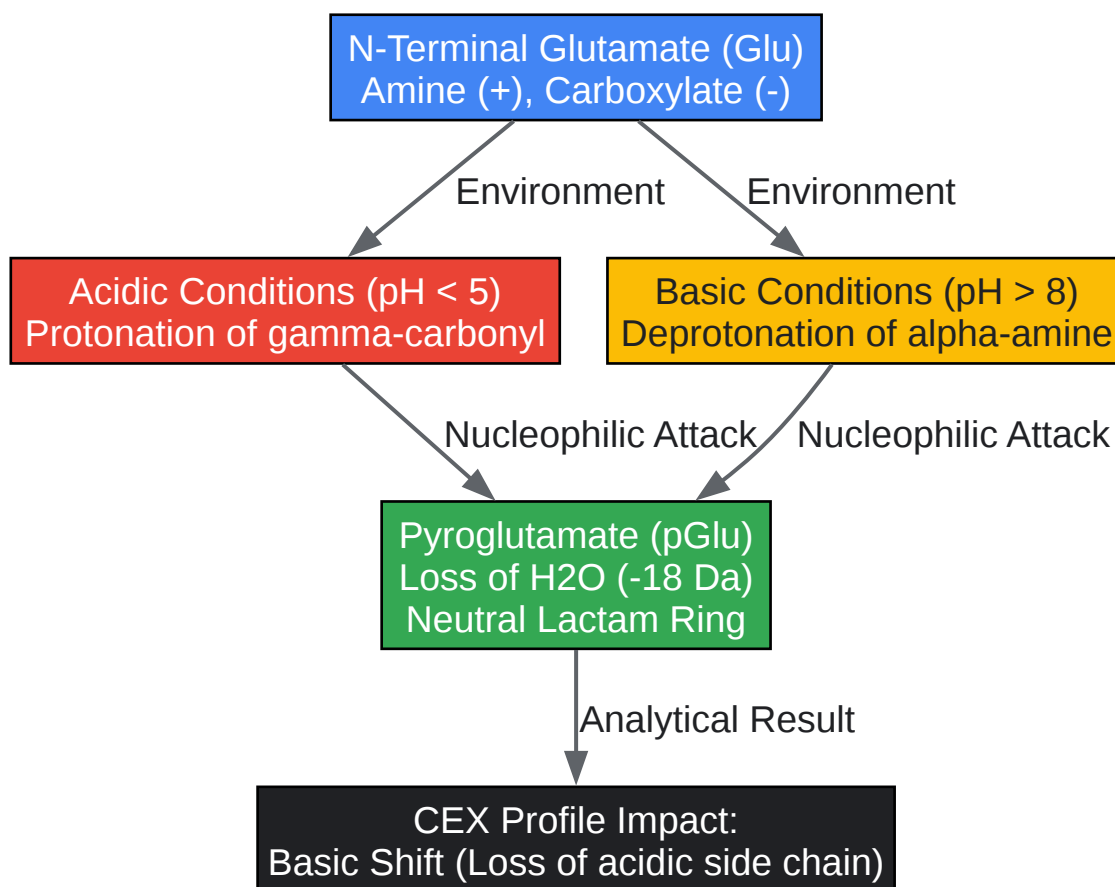 N-Terminal Glutamate (Glu)
Amine (+), Carboxylate (-)
Environment
Environment
Acidic Conditions (pH < 5)
Protonation of gamma-carbonyl
Basic Conditions (pH > 8)
Deprotonation of alpha-amine
Nucleophilic Attack
Nucleophilic Attack
Pyroglutamate (pGlu)
Loss of H2O (-18 Da)
Neutral Lactam Ring
Analytical Result
CEX Profile Impact:
Basic Shift (Loss of acidic side chain)